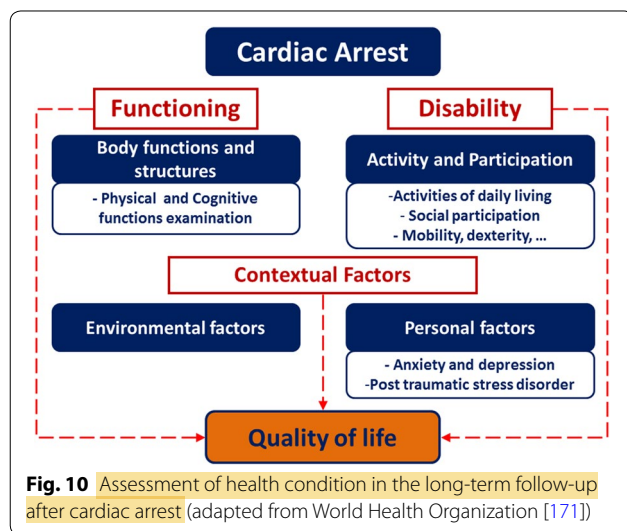 Cardiac Arrest
Functioning
Disability
Body functions and
structures
- Physical and Cognitive
functions examination
Activity and Participation
-Activities of daily living
- Social participation
- Mobility, dexterity, ...
Contextual Factors
Environmental factors
Personal factors
- Anxiety and depression
-Post traumatic stress disorder
Quality of life
Fig. 10 Assessment of health condition in the long-term follow-up
after cardiac arrest (adapted from World Health Organization [171])